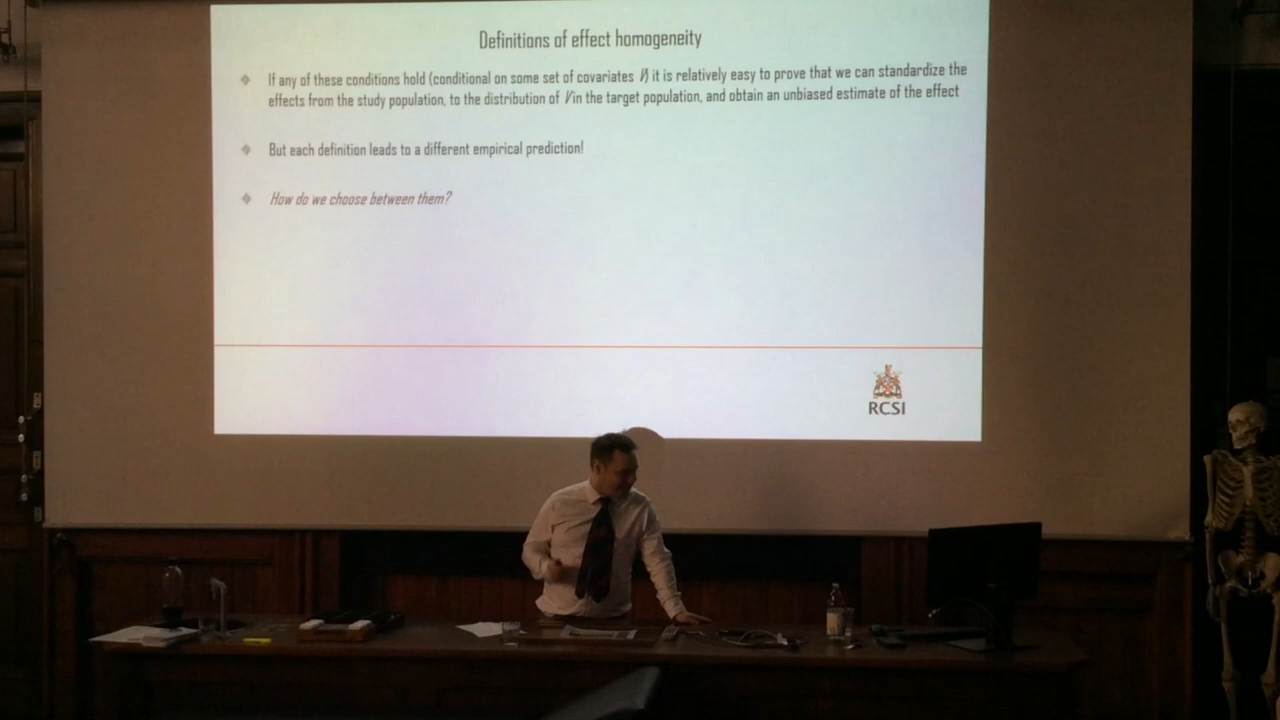 Definitions of effect homogeneity
If any of these conditions hold (conditional on some set of covariates V) it is relatively easy to prove that we can standardize the
effects from the study population, to the distribution of V in the target population, and obtain an unbiased estimate of the effect
But each definition leads to a different empirical prediction!
How do we choose between them?
RCSI